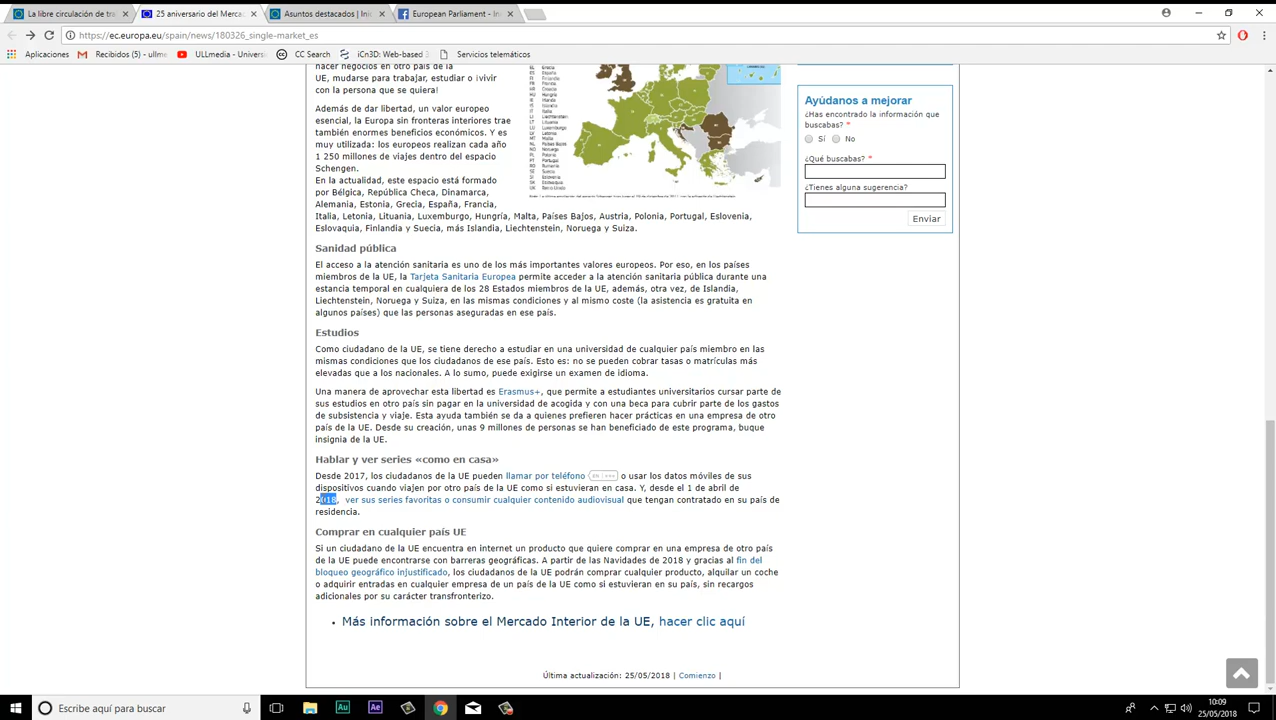 La libre circulación de tra
25 aniversario del Merca
Asuntos destacados | Ini
European Parliament - Ini
https://ec.europa.eu/spain/news/180326_single-market_es
Aplicaciones
Recibidos (5) - ullme
ULLmedia - Univers
CC Search
iCn3D: Web-based 3
Servicios telemáticos
hacer negocios en otro país de la
UE, mudarse para trabajar, estudiar o ¡vivir
con la persona que se quiera!
Además de dar libertad, un valor europeo
esencial, la Europa sin fronteras interiores trae
también enormes beneficios económicos. Y es
muy utilizada: los europeos realizan cada año
1 250 millones de viajes dentro del espacio
Schengen.
En la actualidad, este espacio está formado
por Bélgica, República Checa, Dinamarca,
Alemania, Estonia, Grecia, España, Francia,
Italia, Letonia, Lituania, Luxemburgo, Hungría, Malta, Países Bajos, Austria, Polonia, Portugal, Eslovenia,
Eslovaquia, Finlandia y Suecia, más Islandia, Liechtenstein, Noruega y Suiza.
Sanidad pública
El acceso a la atención sanitaria es uno de los más importantes valores europeos. Por eso, en los países
miembros de la UE, la Tarjeta Sanitaria Europea permite acceder a la atención sanitaria pública durante una
estancia temporal en cualquiera de los 28 Estados miembros de la UE, además, otra vez, de Islandia,
Liechtenstein, Noruega y Suiza, en las mismas condiciones y al mismo coste (la asistencia es gratuita en
algunos países) que las personas aseguradas en ese país.
Estudios
Como ciudadano de la UE, se tiene derecho a estudiar en una universidad de cualquier país miembro en las
mismas condiciones que los ciudadanos de ese país. Esto es: no se pueden cobrar tasas o matrículas más
elevadas que a los nacionales. A lo sumo, puede exigirse un examen de idioma.
Una manera de aprovechar esta libertad es Erasmus+, que permite a estudiantes universitarios cursar parte de
sus estudios en otro país sin pagar en la universidad de acogida y con una beca para cubrir parte de los gastos
de subsistencia y viaje. Esta ayuda también se da a quienes prefieren hacer prácticas en una empresa de otro
país de la UE. Desde su creación, unas 9 millones de personas se han beneficiado de este programa, buque
insignia de la UE.
Hablar y ver series «como en casa»
Desde 2017, los ciudadanos de la UE pueden llamar por teléfono EN ••• o usar los datos móviles de sus
dispositivos cuando viajen por otro país de la UE como si estuvieran en casa. Y, desde el 1 de abril de
2018, ver sus series favoritas o consumir cualquier contenido audiovisual que tengan contratado en su país de
residencia.
Comprar en cualquier país UE
Si un ciudadano de la UE encuentra en internet un producto que quiere comprar en una empresa de otro país
de la UE puede encontrarse con barreras geográficas. A partir de las Navidades de 2018 y gracias al fin del
bloqueo geográfico injustificado, los ciudadanos de la UE podrán comprar cualquier producto, alquilar un coche
o adquirir entradas en cualquier empresa de un país de la UE como si estuvieran en su país, sin recargos
adicionales por su carácter transfronterizo.
• Más información sobre el Mercado Interior de la UE, hacer clic aquí
Última actualización: 25/05/2018 | Comienzo |
Ayúdanos a mejorar
¿Has encontrado la información que
buscabas? *
Sí No
¿Qué buscabas? *
¿Tienes alguna sugerencia?
Enviar
Escribe aquí para buscar
Au
Ae
10:09
25/05/2018